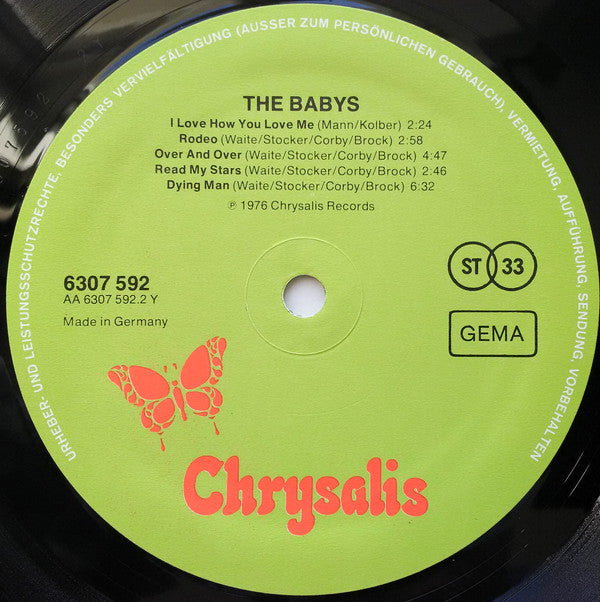 URHEBER- UND LEISTUNGSSCHUTZRECHTE, BESONDERS VERVIELFÄLTIGUNG (AUSSER ZUM PERSÖNLICHEN GEBRAUCH), VERMIETUNG, AUFFÜHRUNG, SENDUNG, VORBEHALTEN
THE BABYS
I Love How You Love Me (Mann/Kolber) 2:24
Rodeo (Waite/Stocker/Corby/Brock) 2:58
Over And Over (Waite/Stocker/Corby/Brock) 4:47
Read My Stars (Waite/Stocker/Corby/Brock) 2:46
Dying Man (Waite/Stocker/Corby/Brock) 6:32
℗ 1976 Chrysalis Records
6307 592
AA 6307 592.2 Y
Made in Germany
ST 33
GEMA
Chrysalis